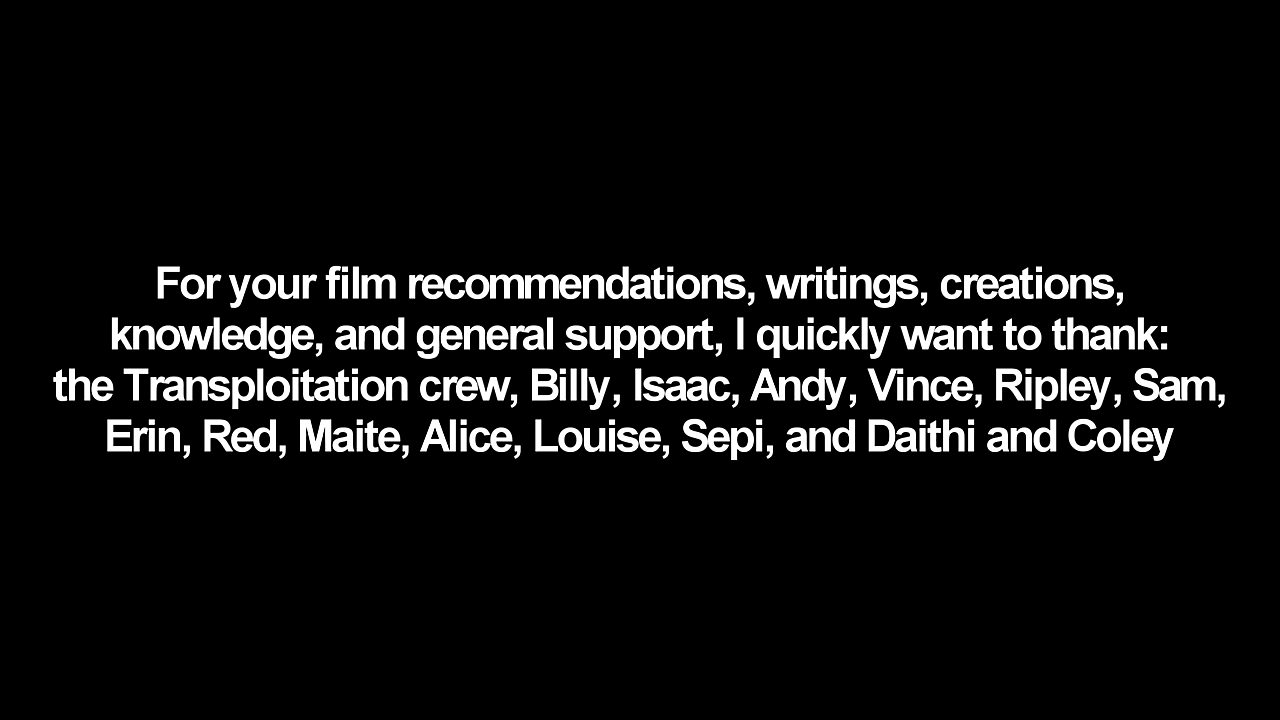 For your film recommendations, writings, creations,
knowledge, and general support, I quickly want to thank:
the Transploitation crew, Billy, Isaac, Andy, Vince, Ripley, Sam,
Erin, Red, Maite, Alice, Louise, Sepi, and Daithi and Coley